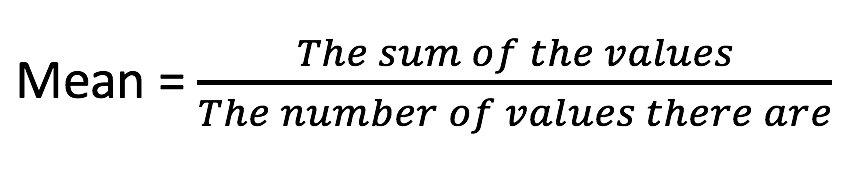 The sum of the values
Mean =
The number of values there are